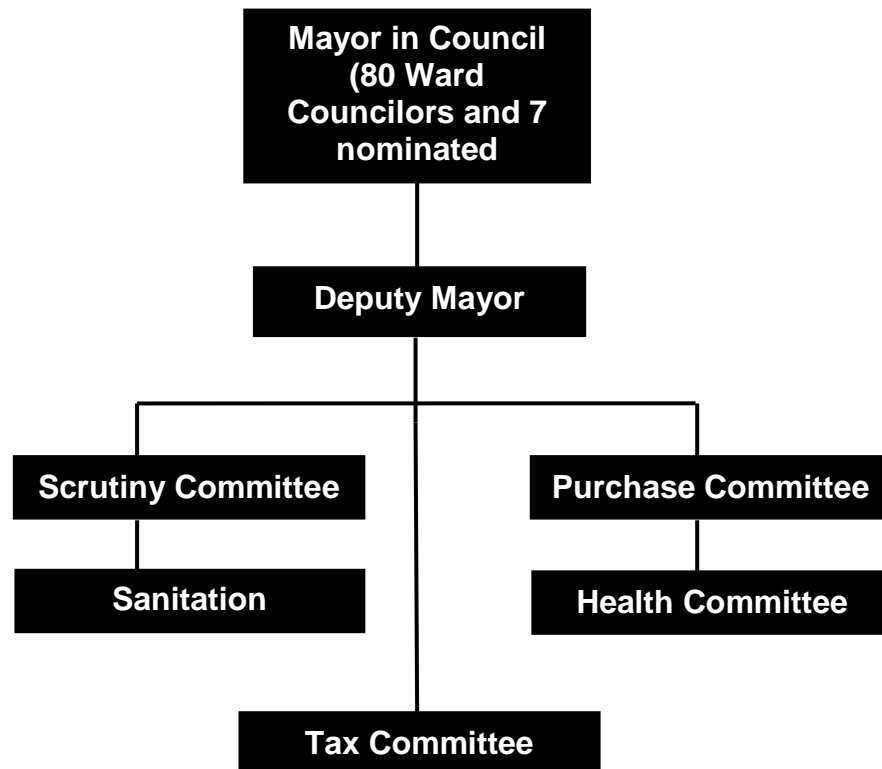 Mayor in Council
(80 Ward
Councilors and 7
nominated
Deputy Mayor
Scrutiny Committee
Purchase Committee
Sanitation
Health Committee
Tax Committee